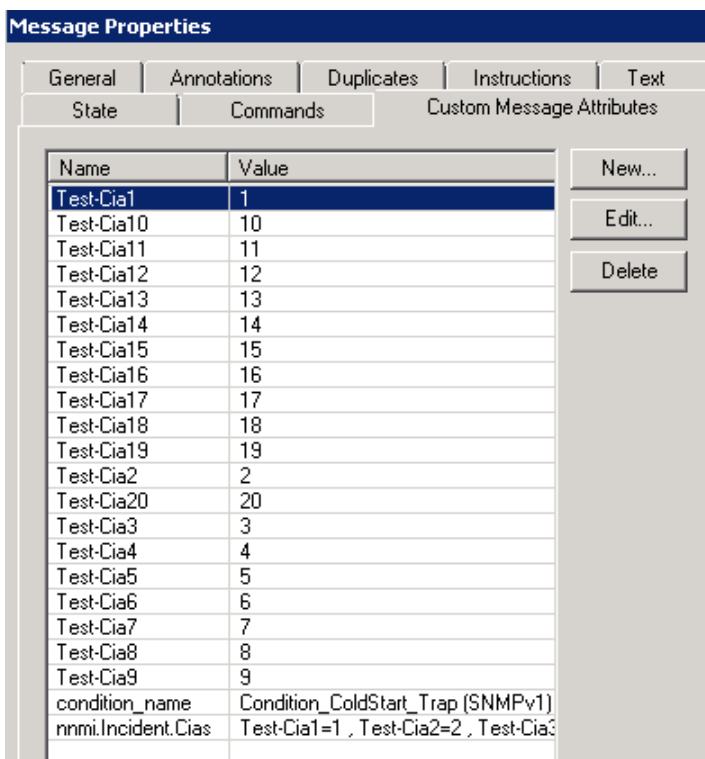 Message Properties
General Annotations Duplicates Instructions Text
State Commands Custom Message Attributes
Name Value New...
Test-Cia1 1
Test-Cia10 10 Edit...
Test-Cia11 11
Test-Cia12 12 Delete
Test-Cia13 13
Test-Cia14 14
Test-Cia15 15
Test-Cia16 16
Test-Cia17 17
Test-Cia18 18
Test-Cia19 19
Test-Cia2 2
Test-Cia20 20
Test-Cia3 3
Test-Cia4 4
Test-Cia5 5
Test-Cia6 6
Test-Cia7 7
Test-Cia8 8
Test-Cia9 9
condition_name Condition_ColdStart_Trap (SNMPv1)
nnmi.Incident.Cias Test-Cia1=1 , Test-Cia2=2 , Test-Cia3